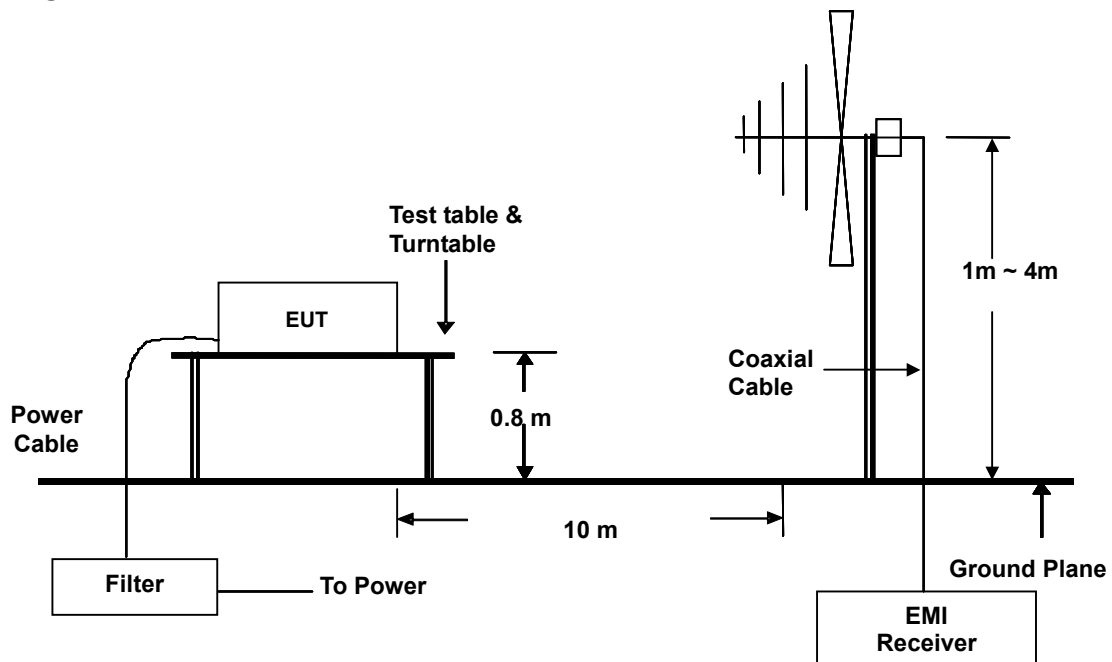 Test table &
Turntable
1m ~ 4m
EUT
Coaxial
Cable
0.8 m
Power
Cable
10 m
Ground Plane
Filter
To Power
EMI
Receiver